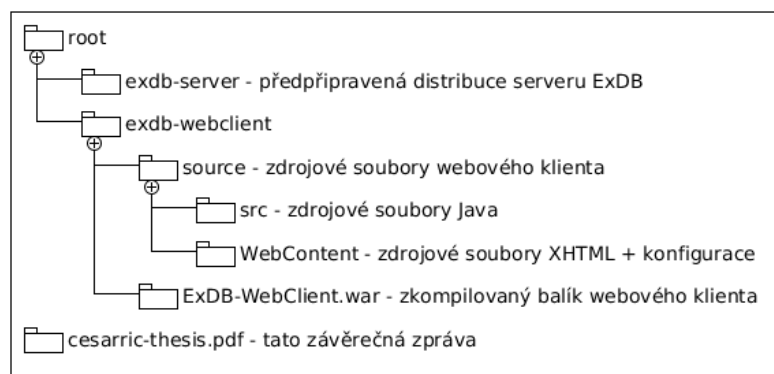 root
exdb-server - předpřipravená distribuce serveru ExDB
exdb-webclient
source - zdrojové soubory webového klienta
src - zdrojové soubory Java
WebContent - zdrojové soubory XHTML + konfigurace
ExDB-WebClient.war - zkompilovaný balík webového klienta
cesarric-thesis.pdf - tato závěrečná zpráva